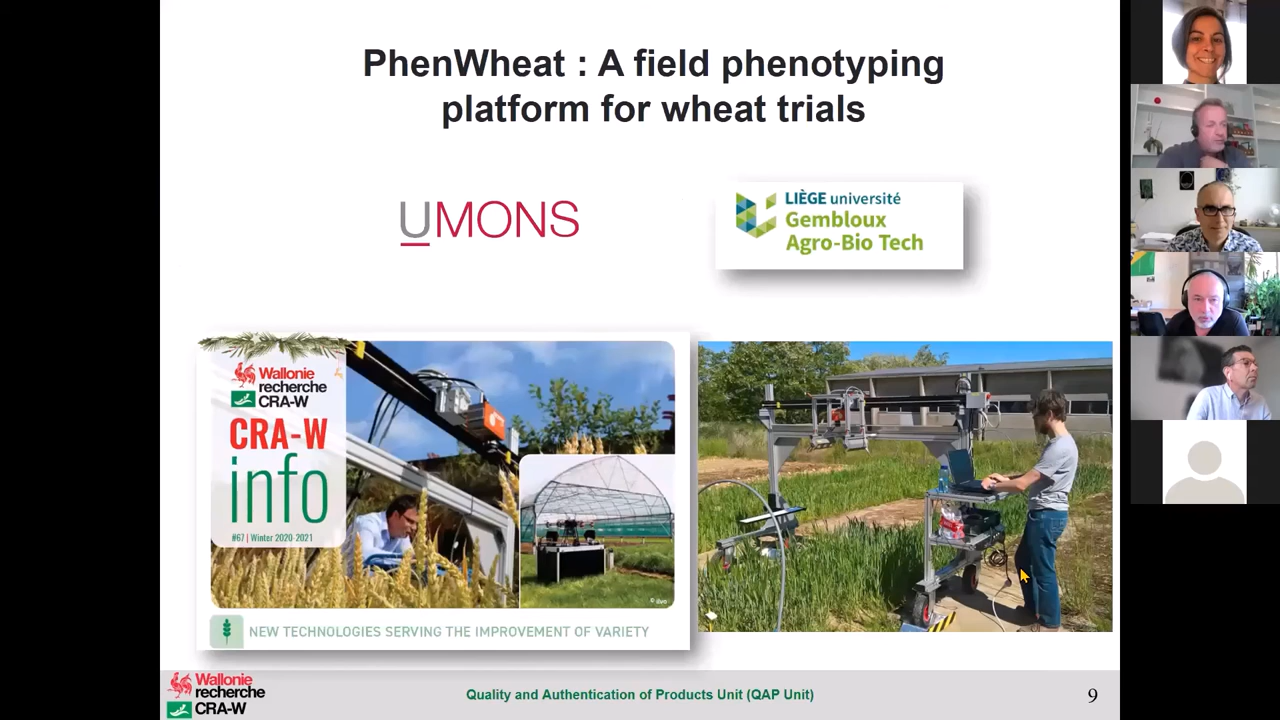 PhenWheat : A field phenotyping
platform for wheat trials
UMONS
LIÈGE université
Gembloux
Agro-Bio Tech
Wallonie
recherche
CRA-W
CRA-W
info
#67 | Winter 2020-2021
© ilvo
NEW TECHNOLOGIES SERVING THE IMPROVEMENT OF VARIETY
Wallonie
recherche
CRA-W
Quality and Authentication of Products Unit (QAP Unit)
9